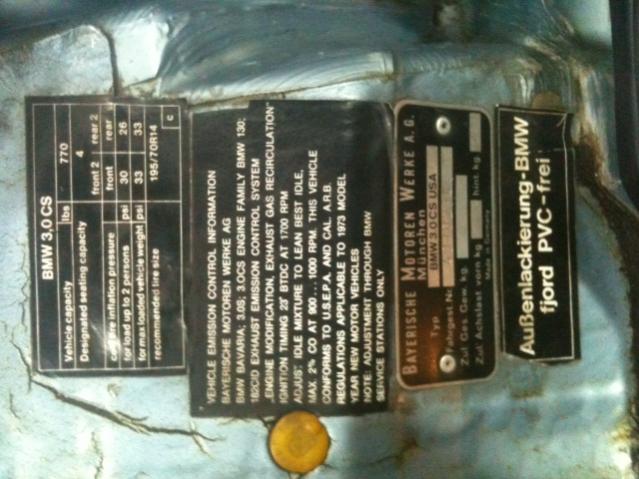 BMW 3,0 CS
Vehicle capacity lbs 770
Designated seating capacity 4 front 2 rear 2
inflation pressure front rear
for load up to 2 persons psi 30 26
for max loaded vehicle weight psi 33 33
recommended tire size 195/70R14 c
VEHICLE EMISSION CONTROL INFORMATION
BAYERISCHE MOTOREN WERKE AG
BMW BAVARIA; 3.0S; 3.0CS ENGINE FAMILY BMW 130;
182CID EXHAUST EMISSION CONTROL SYSTEM
„ENGINE MODIFICATION, EXHAUST GAS RECIRCULATION"
IGNITION TIMING 23° BTDC AT 1700 RPM
ADJUST IDLE MIXTURE TO LEAN BEST IDLE,
MAX. 2% CO AT 900...1000 RPM. THIS VEHICLE
CONFORMS TO U.S.E.P.A. AND CAL. A.R.B.
REGULATIONS APPLICABLE TO 1973 MODEL
YEAR NEW MOTOR VEHICLES
NOTE: ADJUSTMENT THROUGH BMW
SERVICE STATIONS ONLY
BAYERISCHE MOTOREN WERKE A.G.
München
Typ BMW 3,0 CS USA
Fahrgest Nr.
Zul. Ges. Gew. kg
Zul. Achslast vorn kg hint. kg
Made in Germany
Außenlackierung-BMW
fjord PVC-frei